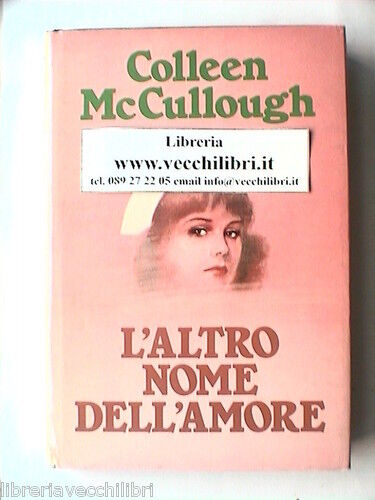 Colleen
McCullough
Libreria
www.vecchilibri.it
tel. 089 27 22 05 email info@vecchilibri.it
L'ALTRO
NOME
DELL'AMORE
libreriavecchilibri